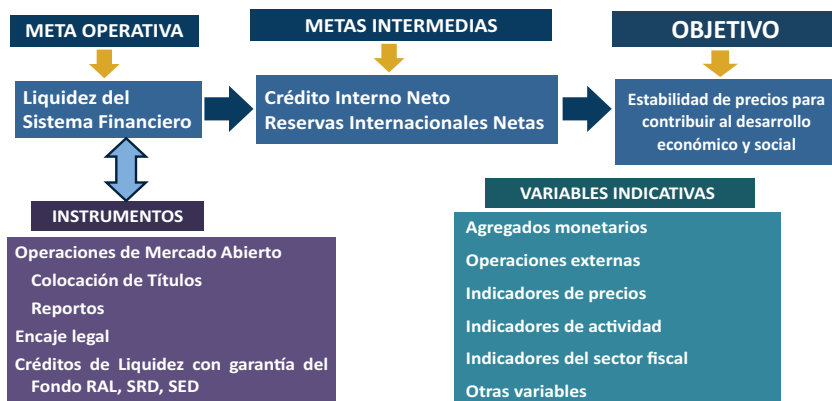 META OPERATIVA
METAS INTERMEDIAS
OBJETIVO
Liquidez del
Sistema Financiero
Crédito Interno Neto
Reservas Internacionales Netas
Estabilidad de precios para
contribuir al desarrollo
económico y social
INSTRUMENTOS
Operaciones de Mercado Abierto
Colocación de Títulos
Reportos
Encaje legal
Créditos de Liquidez con garantía del
Fondo RAL, SRD, SED
VARIABLES INDICATIVAS
Agregados monetarios
Operaciones externas
Indicadores de precios
Indicadores de actividad
Indicadores del sector fiscal
Otras variables